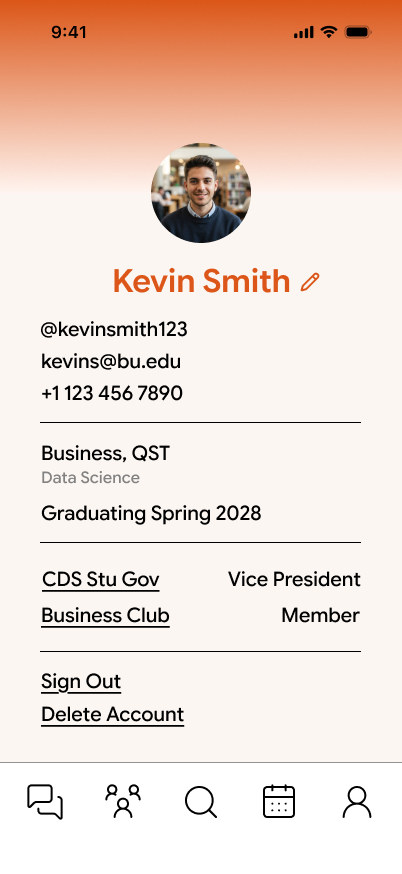 9:41
Kevin Smith
@kevinsmith123
kevins@bu.edu
+1 123 456 7890
Business, QST
Data Science
Graduating Spring 2028
CDS Stu Gov Vice President
Business Club Member
Sign Out
Delete Account